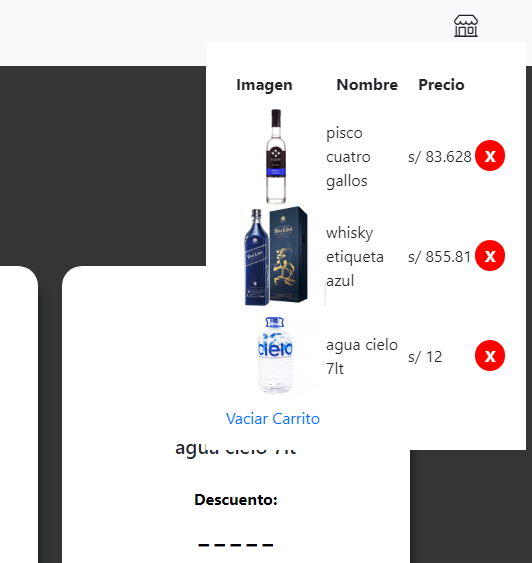 Imagen Nombre Precio
pisco
cuatro
gallos
s/ 83.628 X
whisky
etiqueta
azul
s/ 855.81 X
cielo
agua cielo
7lt
s/ 12 X
Vaciar Carrito
agua cielo 7lt
Descuento:
-----